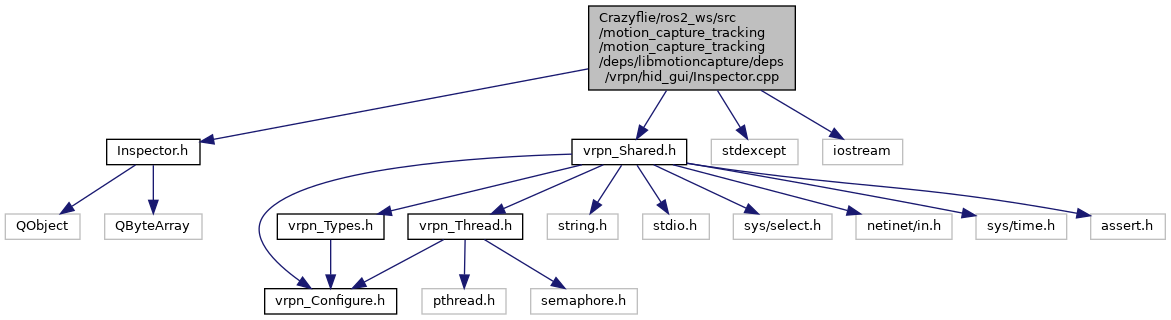 Crazyflie/ros2_ws/src
/motion_capture_tracking
/motion_capture_tracking
/deps/libmotioncapture/deps
/vrpn/hid_gui/Inspector.cpp
Inspector.h
vrpn_Shared.h
stdexcept
iostream
QObject
QByteArray
vrpn_Types.h
vrpn_Thread.h
string.h
stdio.h
sys/select.h
netinet/in.h
sys/time.h
assert.h
vrpn_Configure.h
pthread.h
semaphore.h